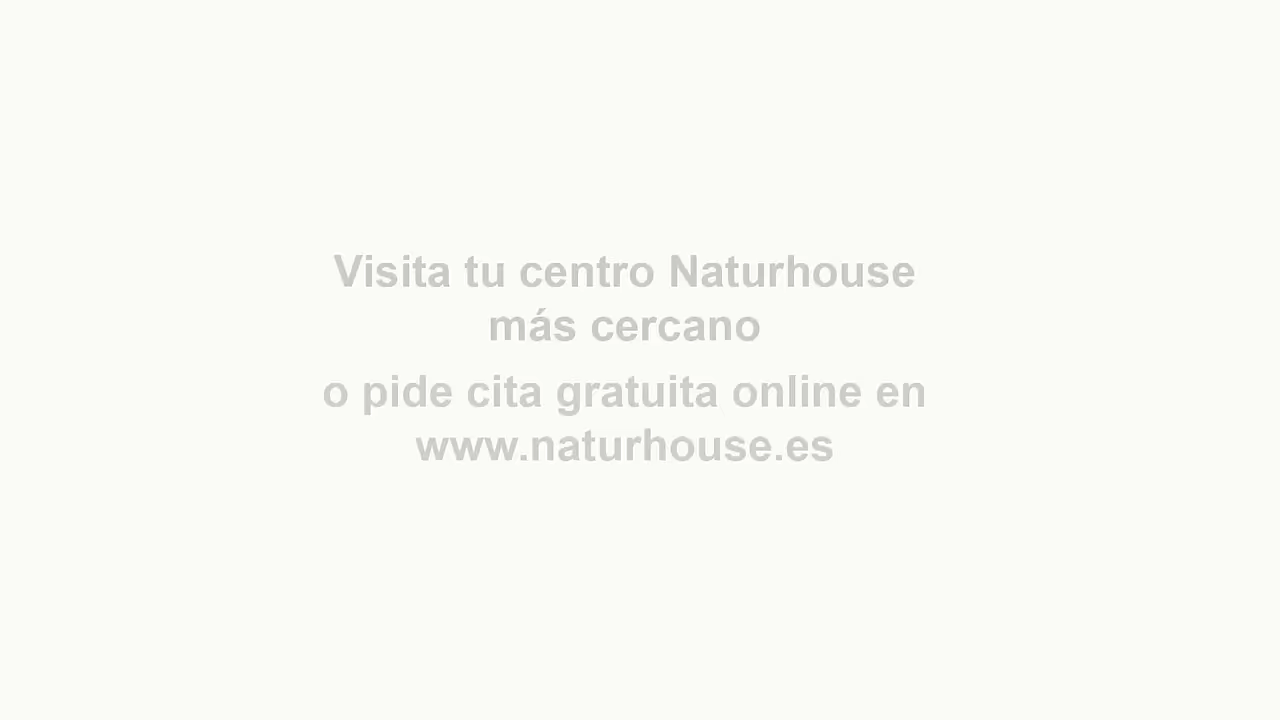 Visita tu centro Naturhouse
más cercano
o pide cita gratuita online en
www.naturhouse.es